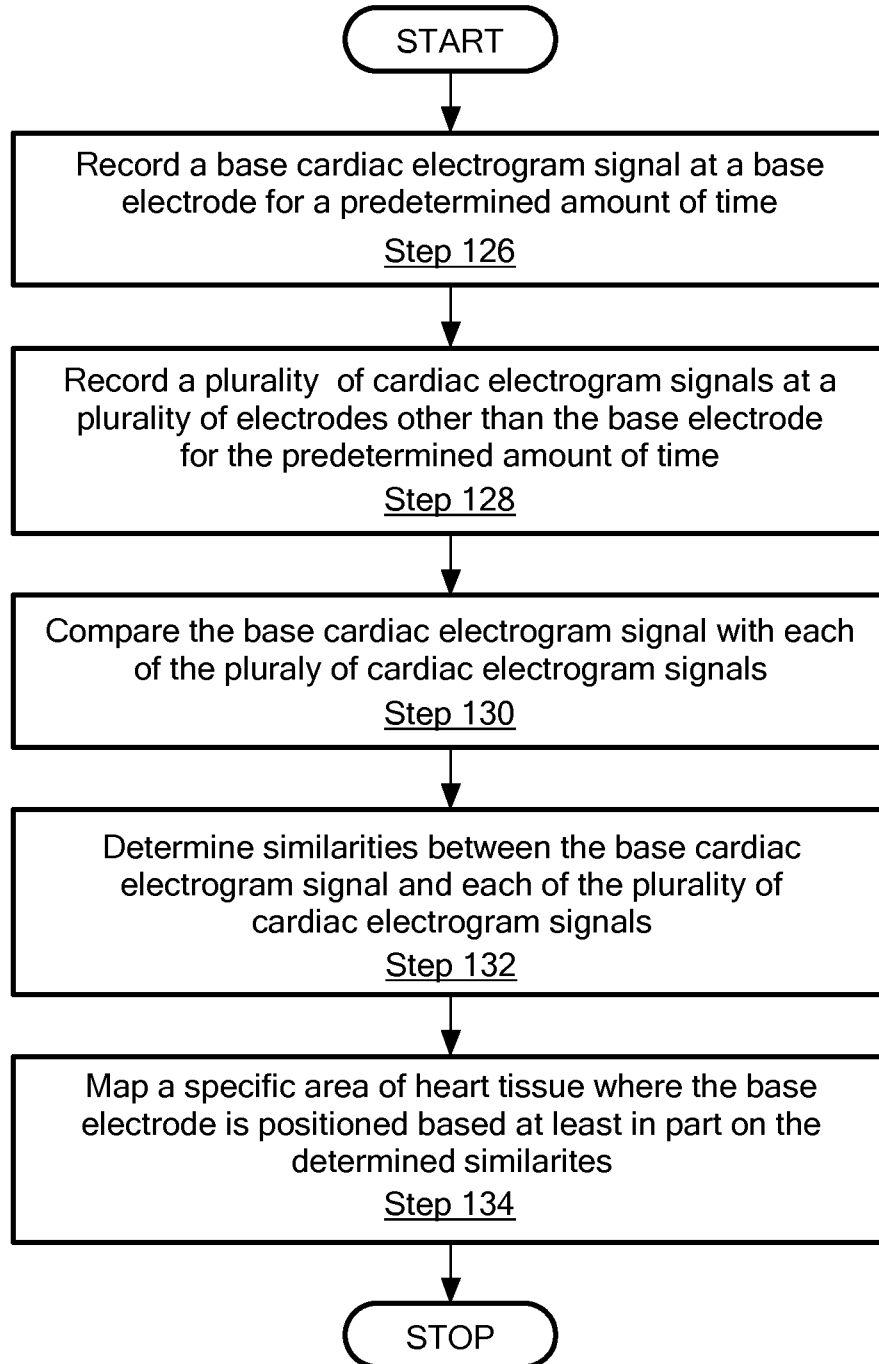 START
Record a base cardiac electrogram signal at a base
electrode for a predetermined amount of time
Step 126
Record a plurality of cardiac electrogram signals at a
plurality of electrodes other than the base electrode
for the predetermined amount of time
Step 128
Compare the base cardiac electrogram signal with each
of the pluraly of cardiac electrogram signals
Step 130
Determine similarities between the base cardiac
electrogram signal and each of the plurality of
cardiac electrogram signals
Step 132
Map a specific area of heart tissue where the base
electrode is positioned based at least in part on the
determined similarites
Step 134
STOP